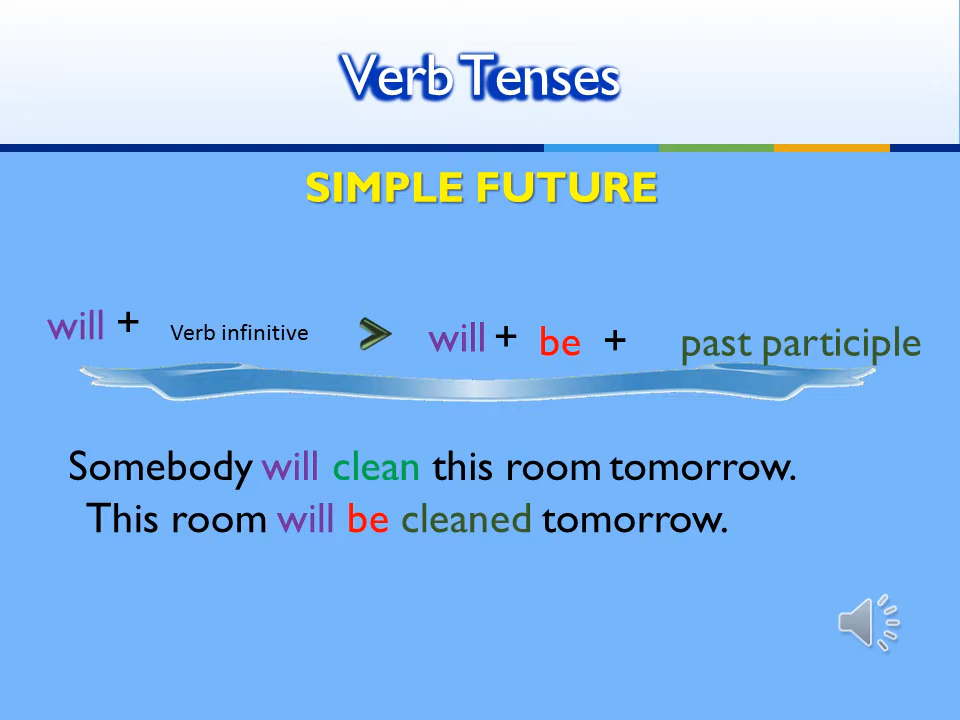 Verb Tenses
SIMPLE FUTURE
will + Verb infinitive > will + be + past participle
Somebody will clean this room tomorrow.
This room will be cleaned tomorrow.